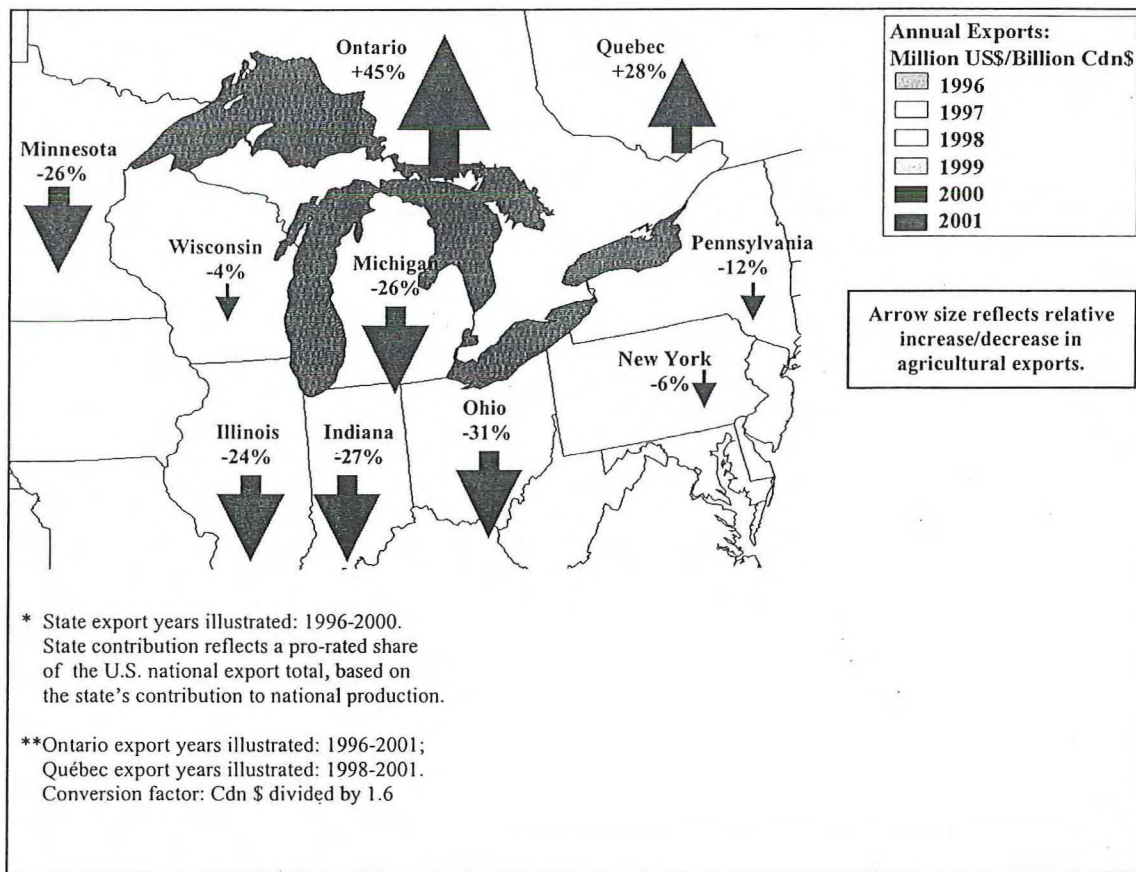 Ontario
+45%
Quebec
+28%
Minnesota
-26%
Wisconsin
-4%
Michigan
-26%
Pennsylvania
-12%
New York
-6%
Illinois
-24%
Indiana
-27%
Ohio
-31%
Annual Exports:
Million US$/Billion Cdn$
1996
1997
1998
1999
2000
2001
Arrow size reflects relative
increase/decrease in
agricultural exports.
* State export years illustrated: 1996-2000.
State contribution reflects a pro-rated share
of the U.S. national export total, based on
the state's contribution to national production.
**Ontario export years illustrated: 1996-2001;
Québec export years illustrated: 1998-2001.
Conversion factor: Cdn $ divided by 1.6